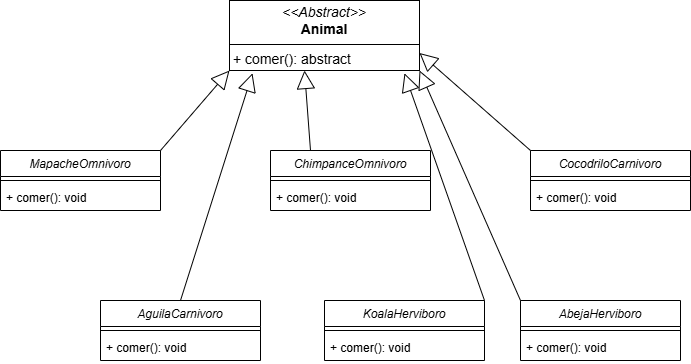 <<Abstract>>
Animal
+ comer(): abstract
MapacheOmnivoro
+ comer(): void
ChimpanceOmnivoro
+ comer(): void
CocodriloCarnivoro
+ comer(): void
AguilaCarnivoro
+ comer(): void
KoalaHerviboro
+ comer(): void
AbejaHerviboro
+ comer(): void